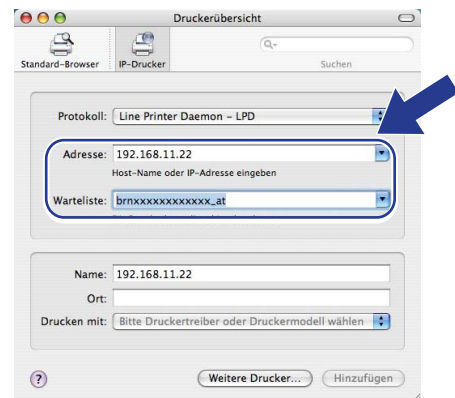 Druckerübersicht
Standard-Browser IP-Drucker Suchen
Protokoll: Line Printer Daemon – LPD
Adresse: 192.168.11.22
Host-Name oder IP-Adresse eingeben
Warteliste: brnxxxxxxxxxxxx_at
Name: 192.168.11.22
Ort:
Drucken mit: Bitte Druckertreiber oder Druckermodell wählen
? Weitere Drucker... Hinzufügen